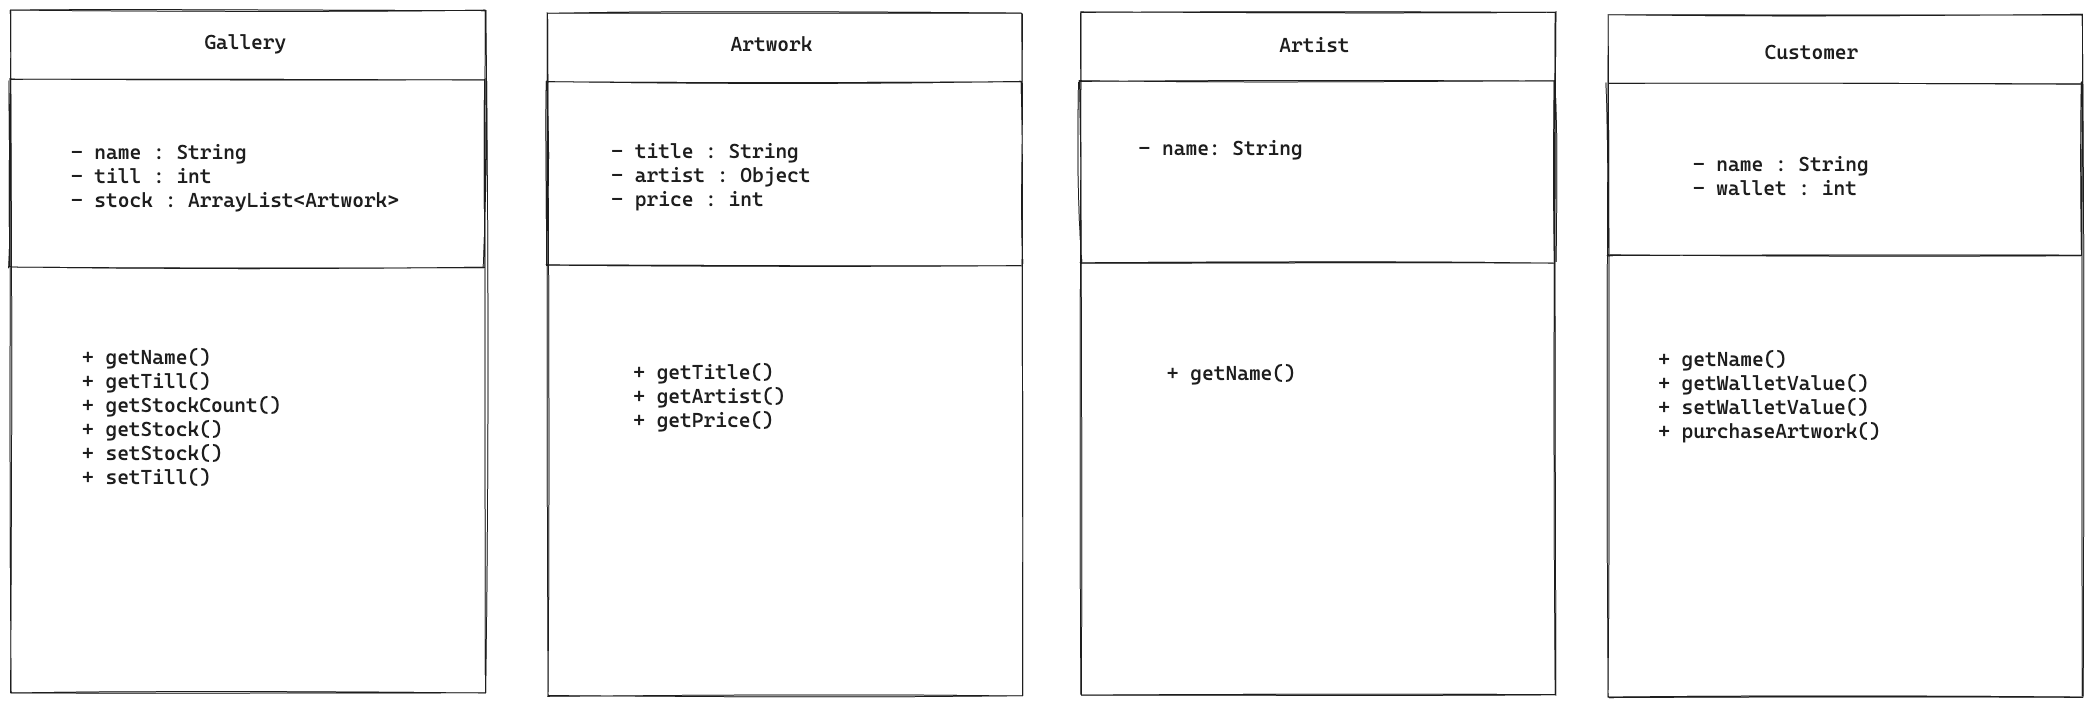 Gallery
- name : String
- till : int
- stock : ArrayList<Artwork>
+ getName()
+ getTill()
+ getStockCount()
+ getStock()
+ setStock()
+ setTill()
Artwork
- title : String
- artist : Object
- price : int
+ getTitle()
+ getArtist()
+ getPrice()
Artist
- name: String
+ getName()
Customer
- name : String
- wallet : int
+ getName()
+ getWalletValue()
+ setWalletValue()
+ purchaseArtwork()